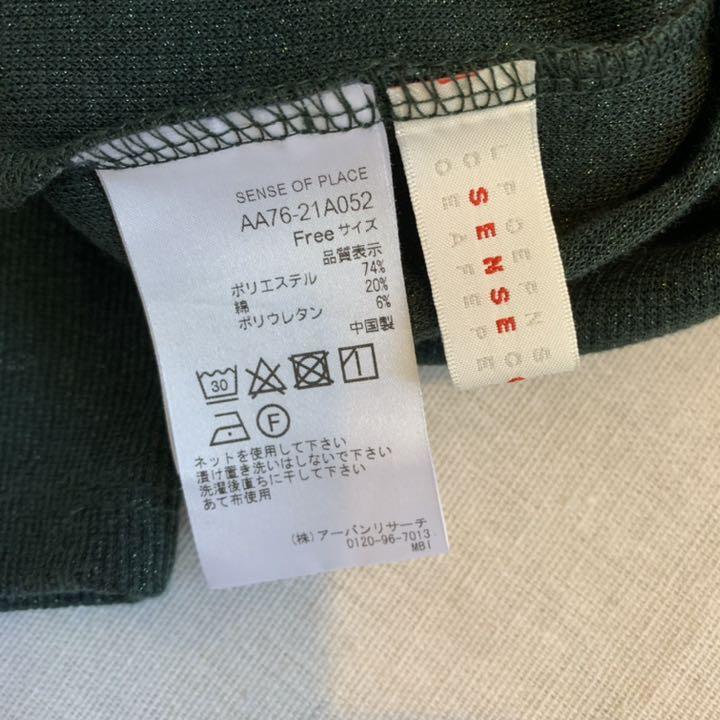 SENSE OF PLACE
AA76-21A052
Freeサイズ
品質表示
ポリエステル 74%
綿 20%
ポリウレタン 6%
中国製
30
F
ネットを使用して下さい
漬け置き洗いはしないで下さい
洗濯後直ちに干して下さい
あて布使用
(株)アーバンリサーチ
0120-96-7013
MBI
SENSE